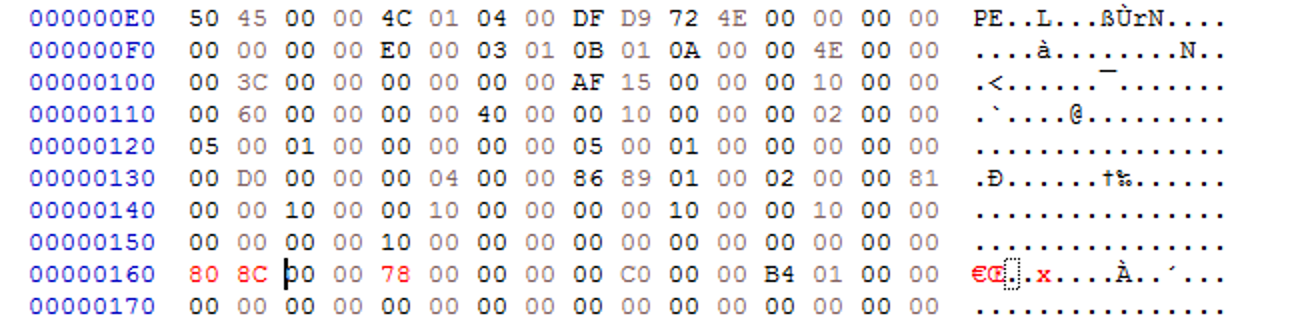 000000E0 50 45 00 00 4C 01 04 00 DF D9 72 4E 00 00 00 00 PE..L...ßÙrN....
000000F0 00 00 00 00 E0 00 03 01 0B 01 0A 00 00 4E 00 00 ....à........N..
00000100 00 3C 00 00 00 00 00 00 AF 15 00 00 00 10 00 00 .<......¯.......
00000110 00 60 00 00 00 00 40 00 00 10 00 00 00 02 00 00 .`....@.........
00000120 05 00 01 00 00 00 00 00 05 00 01 00 00 00 00 00 ................
00000130 00 D0 00 00 00 04 00 00 86 89 01 00 02 00 00 81 .Ð......†‰......
00000140 00 00 10 00 00 10 00 00 00 00 10 00 00 10 00 00 ................
00000150 00 00 00 00 10 00 00 00 00 00 00 00 00 00 00 00 ................
00000160 80 8C 00 00 78 00 00 00 00 C0 00 00 B4 01 00 00 €Œ..x....À..´...
00000170 00 00 00 00 00 00 00 00 00 00 00 00 00 00 00 00 ................